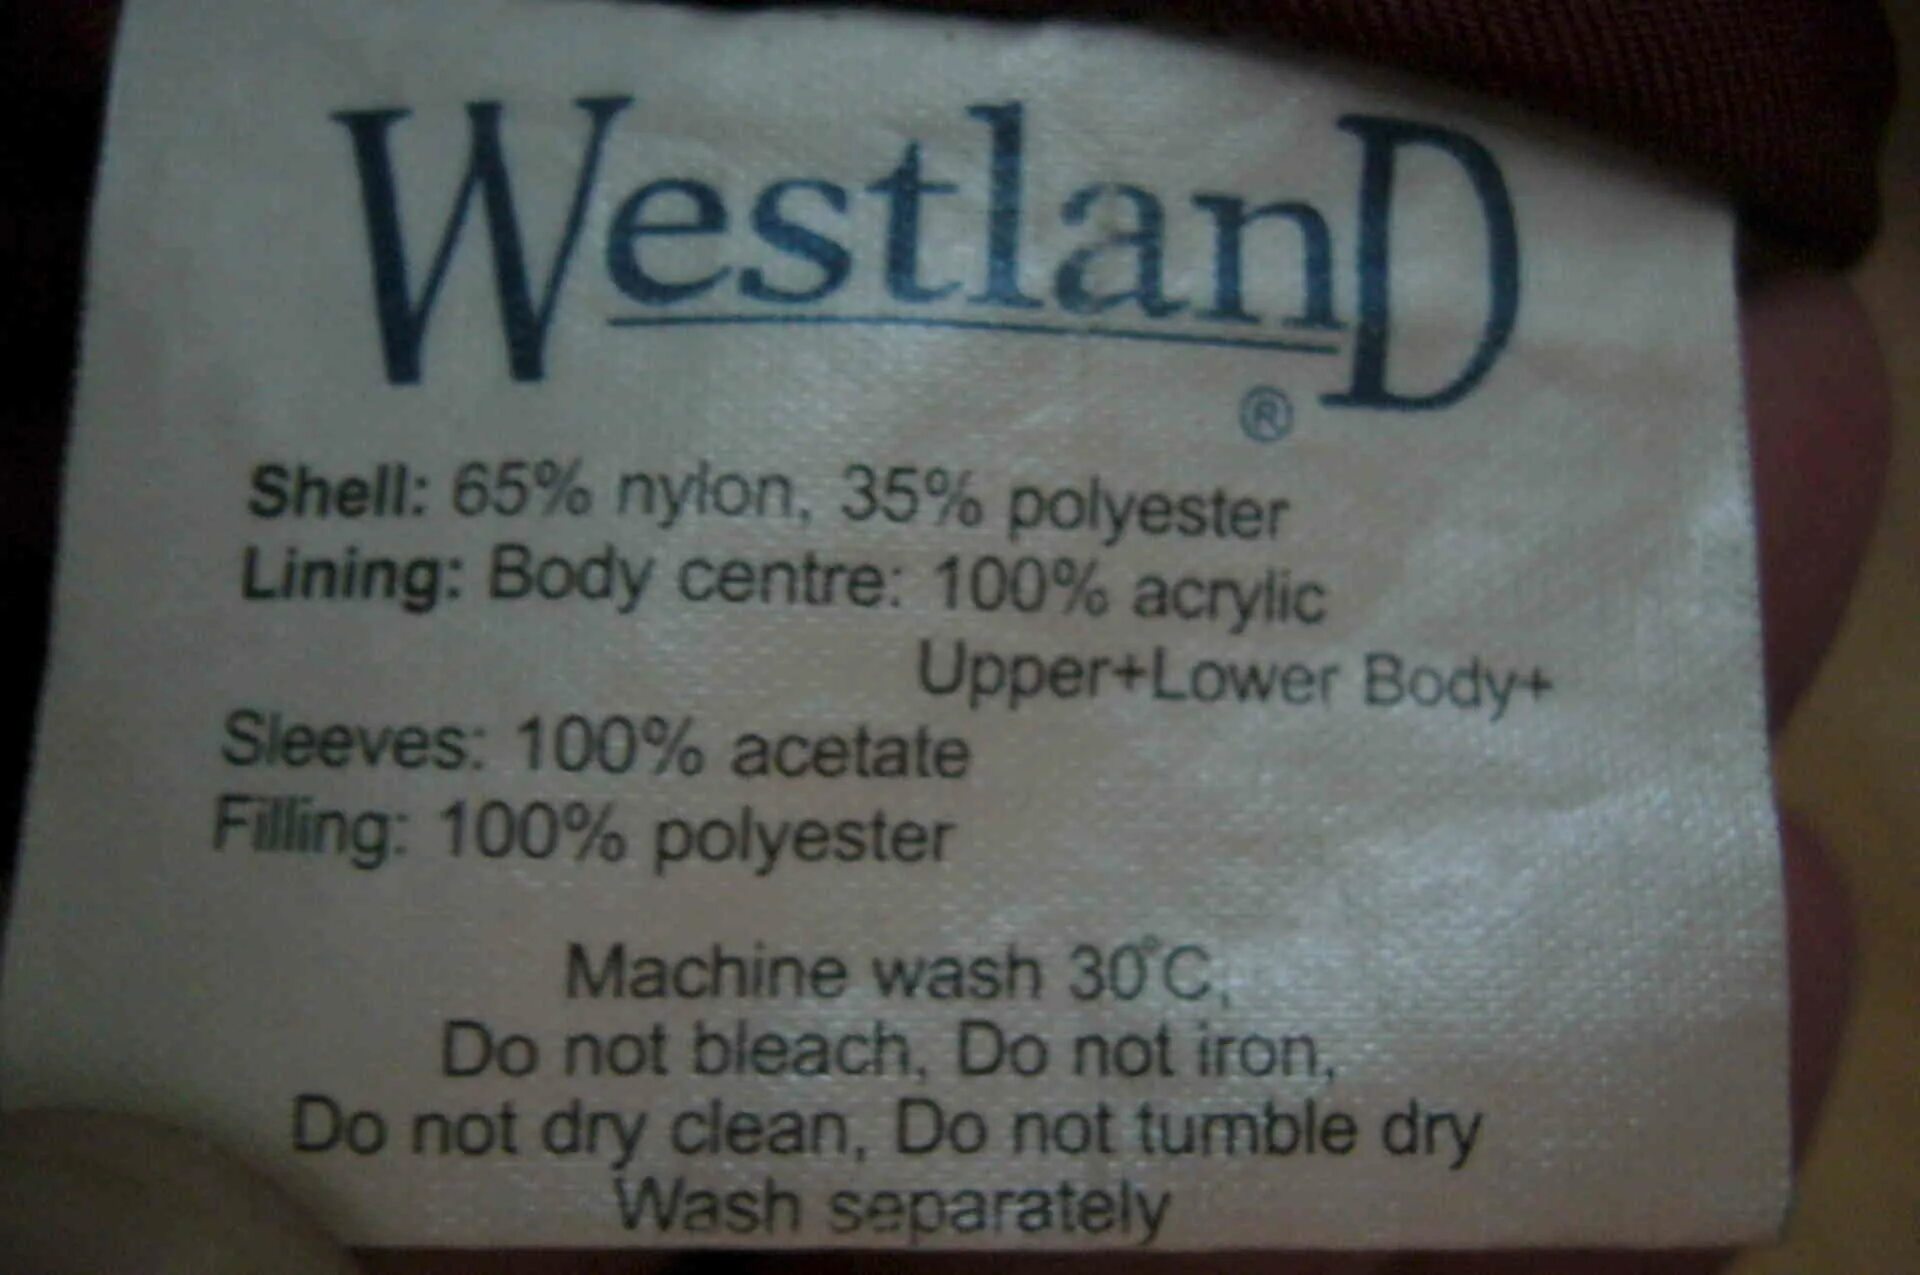 WestlanD
®
Shell: 65% nylon, 35% polyester
Lining: Body centre: 100% acrylic
Upper+Lower Body+
Sleeves: 100% acetate
Filling: 100% polyester
Machine wash 30°C,
Do not bleach, Do not iron,
Do not dry clean, Do not tumble dry
Wash separately